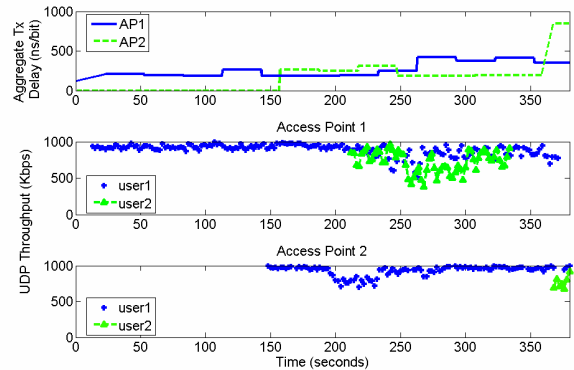 Aggregate Tx
Delay (ns/bit)
1000
500
0
AP1
AP2
0 50 100 150 200 250 300 350
Access Point 1
UDP Throughput (Kbps)
1000
500
0
user1
user2
0 50 100 150 200 250 300 350
Access Point 2
1000
500
0
user1
user2
0 50 100 150 200 250 300 350
Time (seconds)